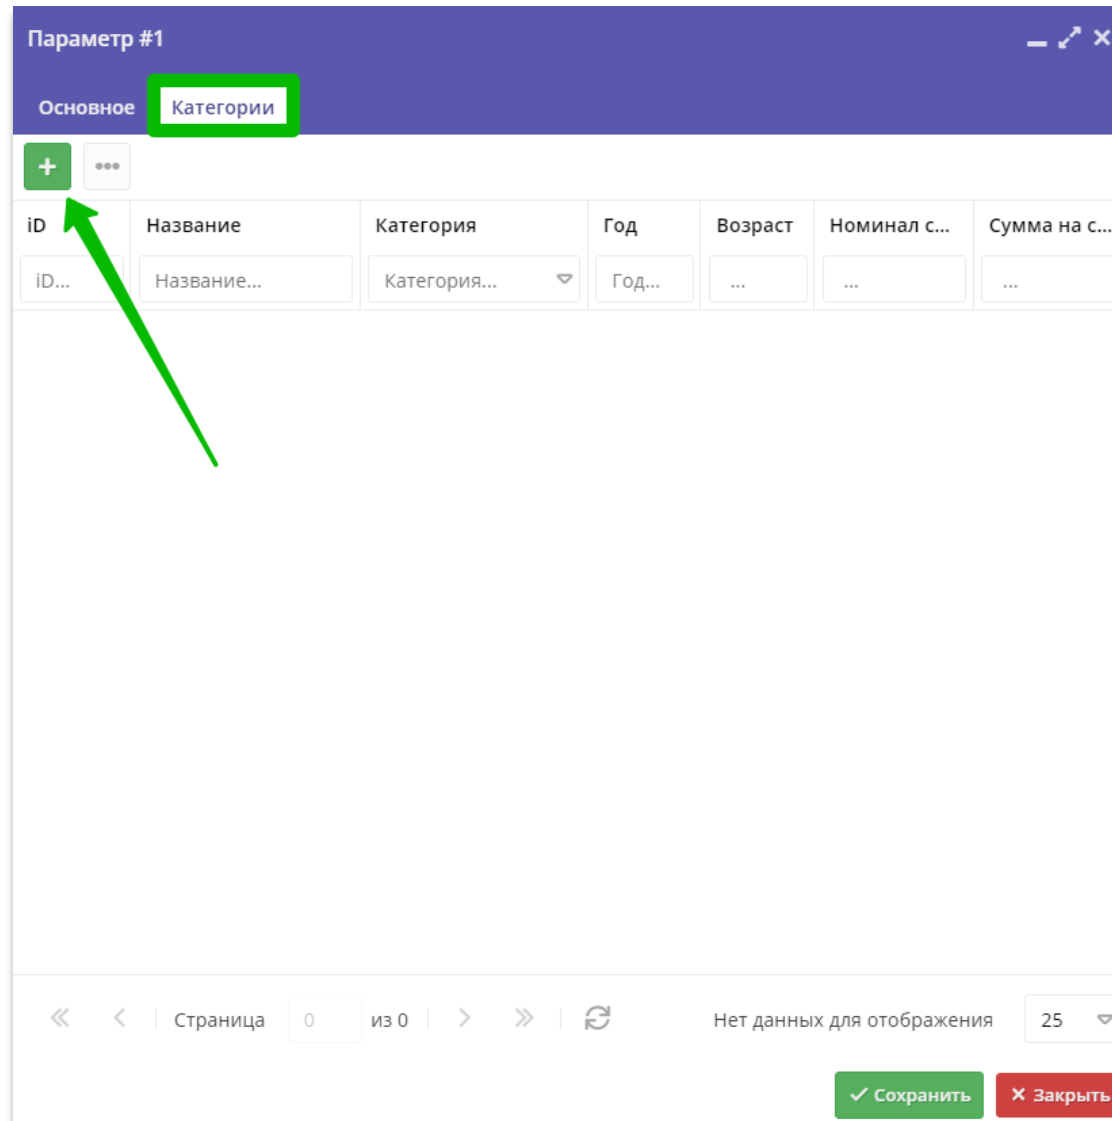 Параметр #1
Основное Категории
iD Название Категория Год Возраст Номинал с... Сумма на с...
iD... Название... Категория... Год... ... ... ...
Страница 0 из 0 Нет данных для отображения 25
Сохранить Закрыть